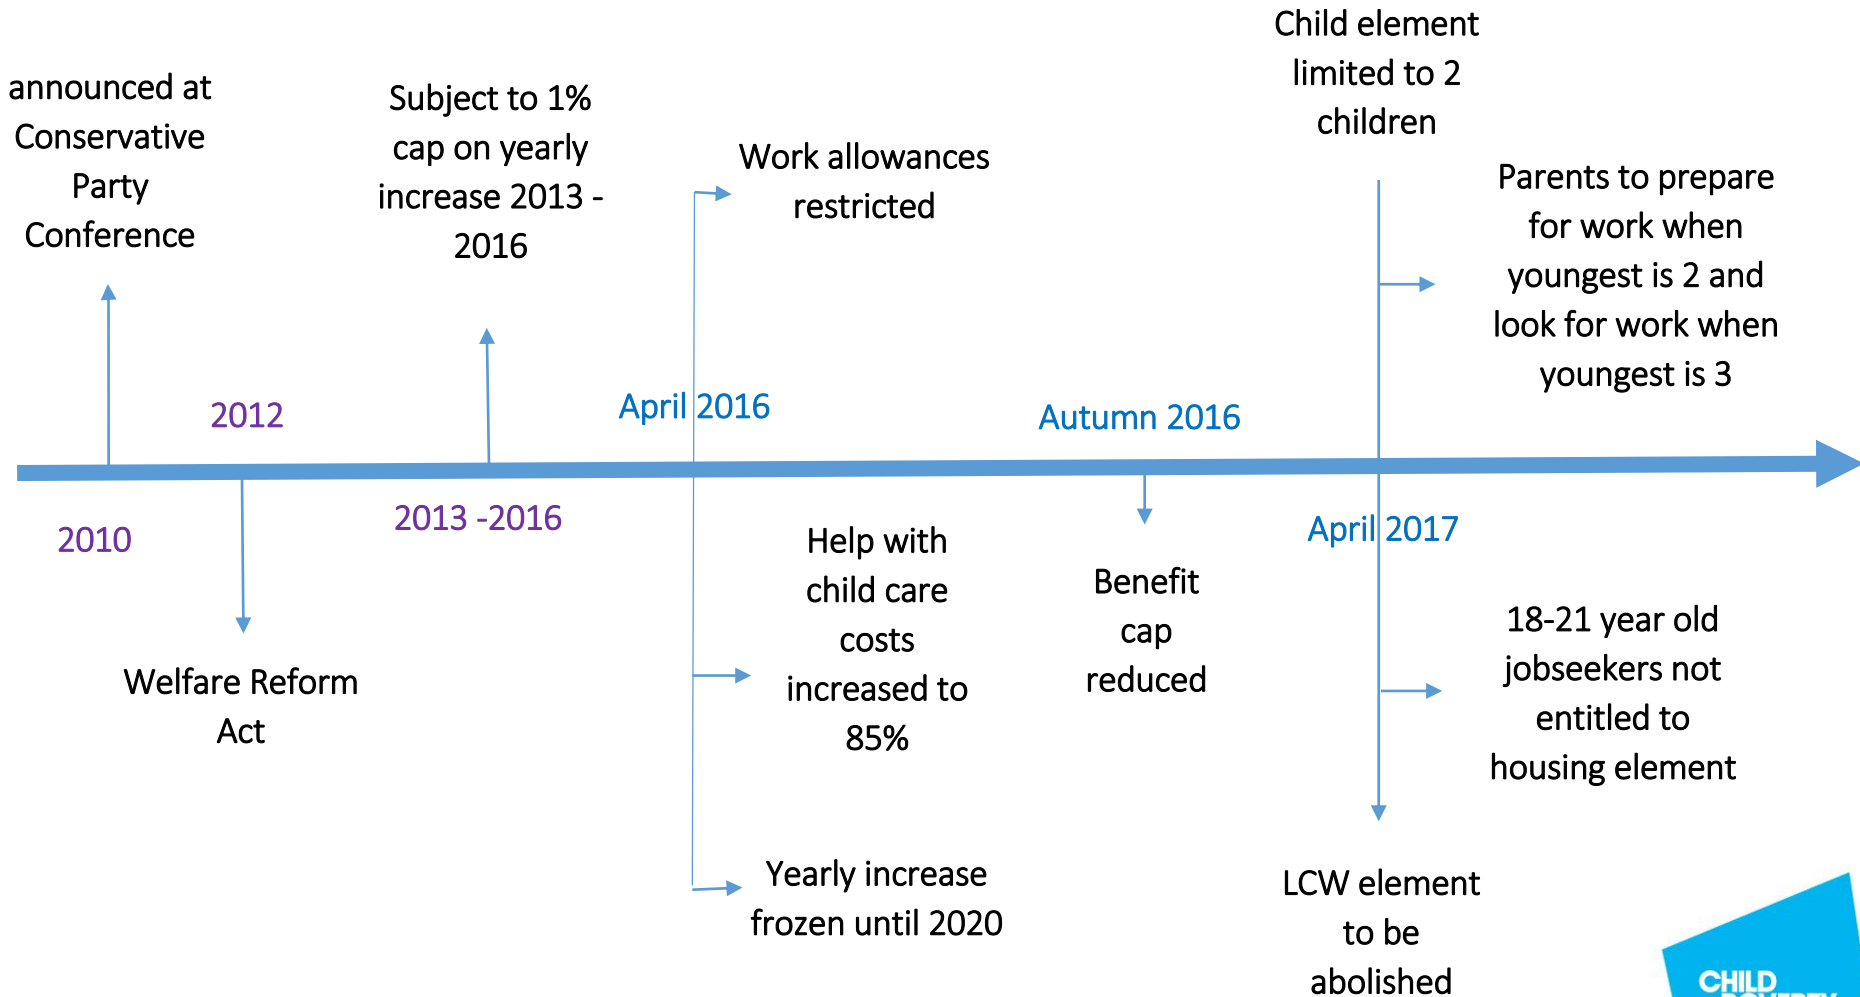 announced at
Conservative
Party
Conference
2010
2012
Welfare Reform
Act
Subject to 1%
cap on yearly
increase 2013 -
2016
2013 -2016
April 2016
Work allowances
restricted
Help with
child care
costs
increased to
85%
Yearly increase
frozen until 2020
Autumn 2016
Benefit
cap
reduced
Child element
limited to 2
children
Parents to prepare
for work when
youngest is 2 and
look for work when
youngest is 3
April 2017
18-21 year old
jobseekers not
entitled to
housing element
LCW element
to be
abolished
CHILD